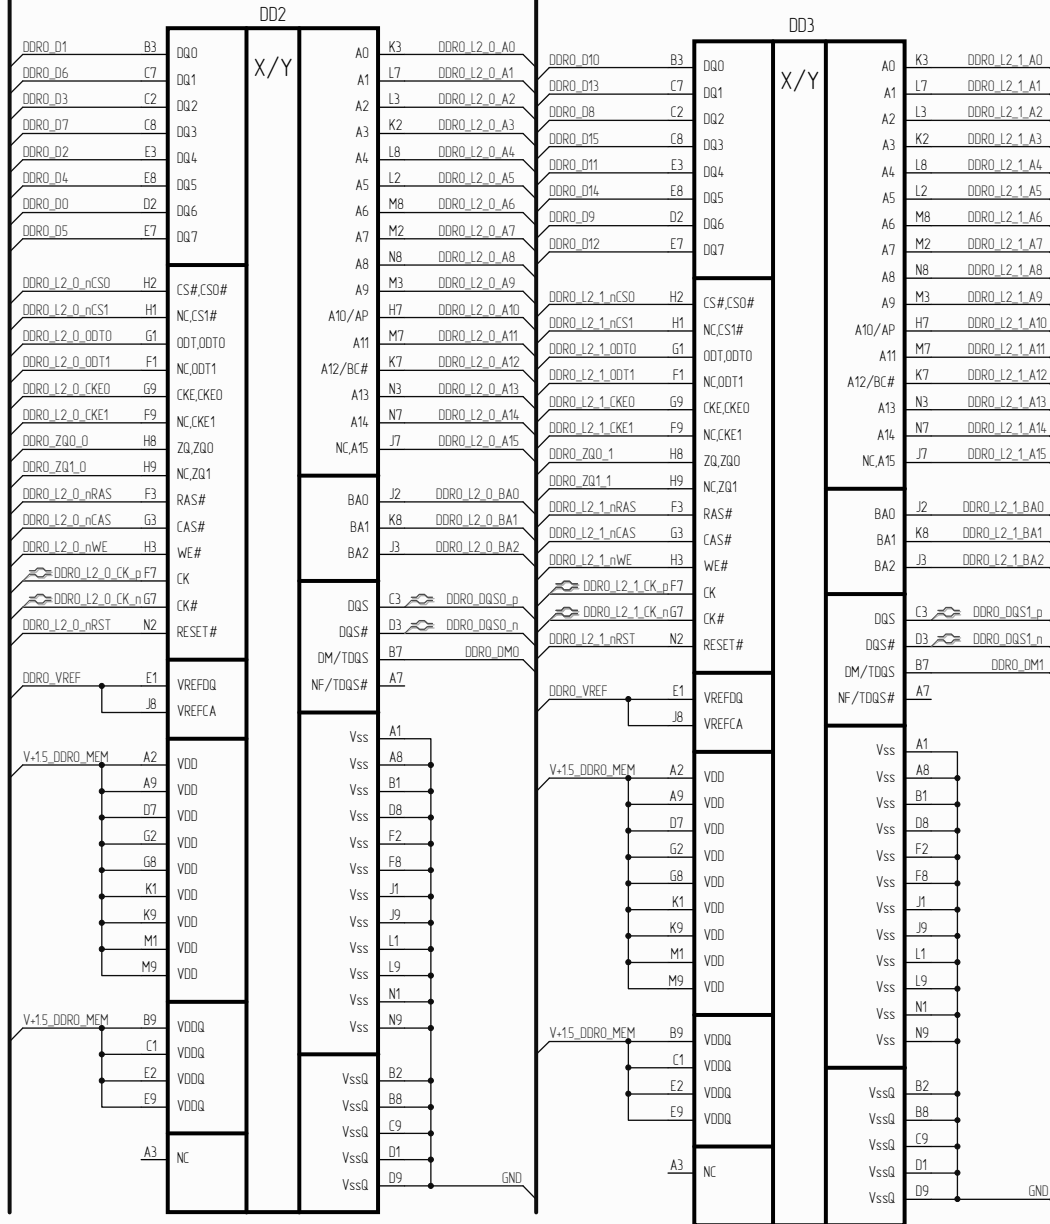 DD2
X/Y
DDR0_D1 B3 DQ0
DDR0_D6 C7 DQ1
DDR0_D3 C2 DQ2
DDR0_D7 C8 DQ3
DDR0_D2 E3 DQ4
DDR0_D4 E8 DQ5
DDR0_D0 D2 DQ6
DDR0_D5 E7 DQ7
DDR0_L2_0_nCS0 H2 CS#,CS0#
DDR0_L2_0_nCS1 H1 NC,CS1#
DDR0_L2_0_ODT0 G1 ODT,ODT0
DDR0_L2_0_ODT1 F1 NC,ODT1
DDR0_L2_0_CKE0 G9 CKE,CKE0
DDR0_L2_0_CKE1 F9 NC,CKE1
DDR0_ZQ0_0 H8 ZQ,ZQ0
DDR0_ZQ1_0 H9 NC,ZQ1
DDR0_L2_0_nRAS F3 RAS#
DDR0_L2_0_nCAS G3 CAS#
DDR0_L2_0_nWE H3 WE#
DDR0_L2_0_CK_p F7 CK
DDR0_L2_0_CK_n G7 CK#
DDR0_L2_0_nRST N2 RESET#
DDR0_VREF E1 VREFDQ
J8 VREFCA
V+1.5_DDR0_MEM A2 VDD
A9 VDD
D7 VDD
G2 VDD
G8 VDD
K1 VDD
K9 VDD
M1 VDD
M9 VDD
V+1.5_DDR0_MEM B9 VDDQ
C1 VDDQ
E2 VDDQ
E9 VDDQ
A3 NC
A0 K3 DDR0_L2_0_A0
A1 L7 DDR0_L2_0_A1
A2 L3 DDR0_L2_0_A2
A3 K2 DDR0_L2_0_A3
A4 L8 DDR0_L2_0_A4
A5 L2 DDR0_L2_0_A5
A6 M8 DDR0_L2_0_A6
A7 M2 DDR0_L2_0_A7
A8 N8 DDR0_L2_0_A8
A9 M3 DDR0_L2_0_A9
A10/AP H7 DDR0_L2_0_A10
A11 M7 DDR0_L2_0_A11
A12/BC# K7 DDR0_L2_0_A12
A13 N3 DDR0_L2_0_A13
A14 N7 DDR0_L2_0_A14
NC,A15 J7 DDR0_L2_0_A15
BA0 J2 DDR0_L2_0_BA0
BA1 K8 DDR0_L2_0_BA1
BA2 J3 DDR0_L2_0_BA2
DQS C3 DDR0_DQS0_p
DQS# D3 DDR0_DQS0_n
DM/TDQS B7 DDR0_DM0
NF/TDQS# A7
Vss A1
Vss A8
Vss B1
Vss D8
Vss F2
Vss F8
Vss J1
Vss J9
Vss L1
Vss L9
Vss N1
Vss N9
VssQ B2
VssQ B8
VssQ C9
VssQ D1
VssQ D9 GND
DD3
X/Y
DDR0_D10 B3 DQ0
DDR0_D13 C7 DQ1
DDR0_D8 C2 DQ2
DDR0_D15 C8 DQ3
DDR0_D11 E3 DQ4
DDR0_D14 E8 DQ5
DDR0_D9 D2 DQ6
DDR0_D12 E7 DQ7
DDR0_L2_1_nCS0 H2 CS#,CS0#
DDR0_L2_1_nCS1 H1 NC,CS1#
DDR0_L2_1_ODT0 G1 ODT,ODT0
DDR0_L2_1_ODT1 F1 NC,ODT1
DDR0_L2_1_CKE0 G9 CKE,CKE0
DDR0_L2_1_CKE1 F9 NC,CKE1
DDR0_ZQ0_1 H8 ZQ,ZQ0
DDR0_ZQ1_1 H9 NC,ZQ1
DDR0_L2_1_nRAS F3 RAS#
DDR0_L2_1_nCAS G3 CAS#
DDR0_L2_1_nWE H3 WE#
DDR0_L2_1_CK_p F7 CK
DDR0_L2_1_CK_n G7 CK#
DDR0_L2_1_nRST N2 RESET#
DDR0_VREF E1 VREFDQ
J8 VREFCA
V+1.5_DDR0_MEM A2 VDD
A9 VDD
D7 VDD
G2 VDD
G8 VDD
K1 VDD
K9 VDD
M1 VDD
M9 VDD
V+1.5_DDR0_MEM B9 VDDQ
C1 VDDQ
E2 VDDQ
E9 VDDQ
A3 NC
A0 K3 DDR0_L2_1_A0
A1 L7 DDR0_L2_1_A1
A2 L3 DDR0_L2_1_A2
A3 K2 DDR0_L2_1_A3
A4 L8 DDR0_L2_1_A4
A5 L2 DDR0_L2_1_A5
A6 M8 DDR0_L2_1_A6
A7 M2 DDR0_L2_1_A7
A8 N8 DDR0_L2_1_A8
A9 M3 DDR0_L2_1_A9
A10/AP H7 DDR0_L2_1_A10
A11 M7 DDR0_L2_1_A11
A12/BC# K7 DDR0_L2_1_A12
A13 N3 DDR0_L2_1_A13
A14 N7 DDR0_L2_1_A14
NC,A15 J7 DDR0_L2_1_A15
BA0 J2 DDR0_L2_1_BA0
BA1 K8 DDR0_L2_1_BA1
BA2 J3 DDR0_L2_1_BA2
DQS C3 DDR0_DQS1_p
DQS# D3 DDR0_DQS1_n
DM/TDQS B7 DDR0_DM1
NF/TDQS# A7
Vss A1
Vss A8
Vss B1
Vss D8
Vss F2
Vss F8
Vss J1
Vss J9
Vss L1
Vss L9
Vss N1
Vss N9
VssQ B2
VssQ B8
VssQ C9
VssQ D1
VssQ D9 GND